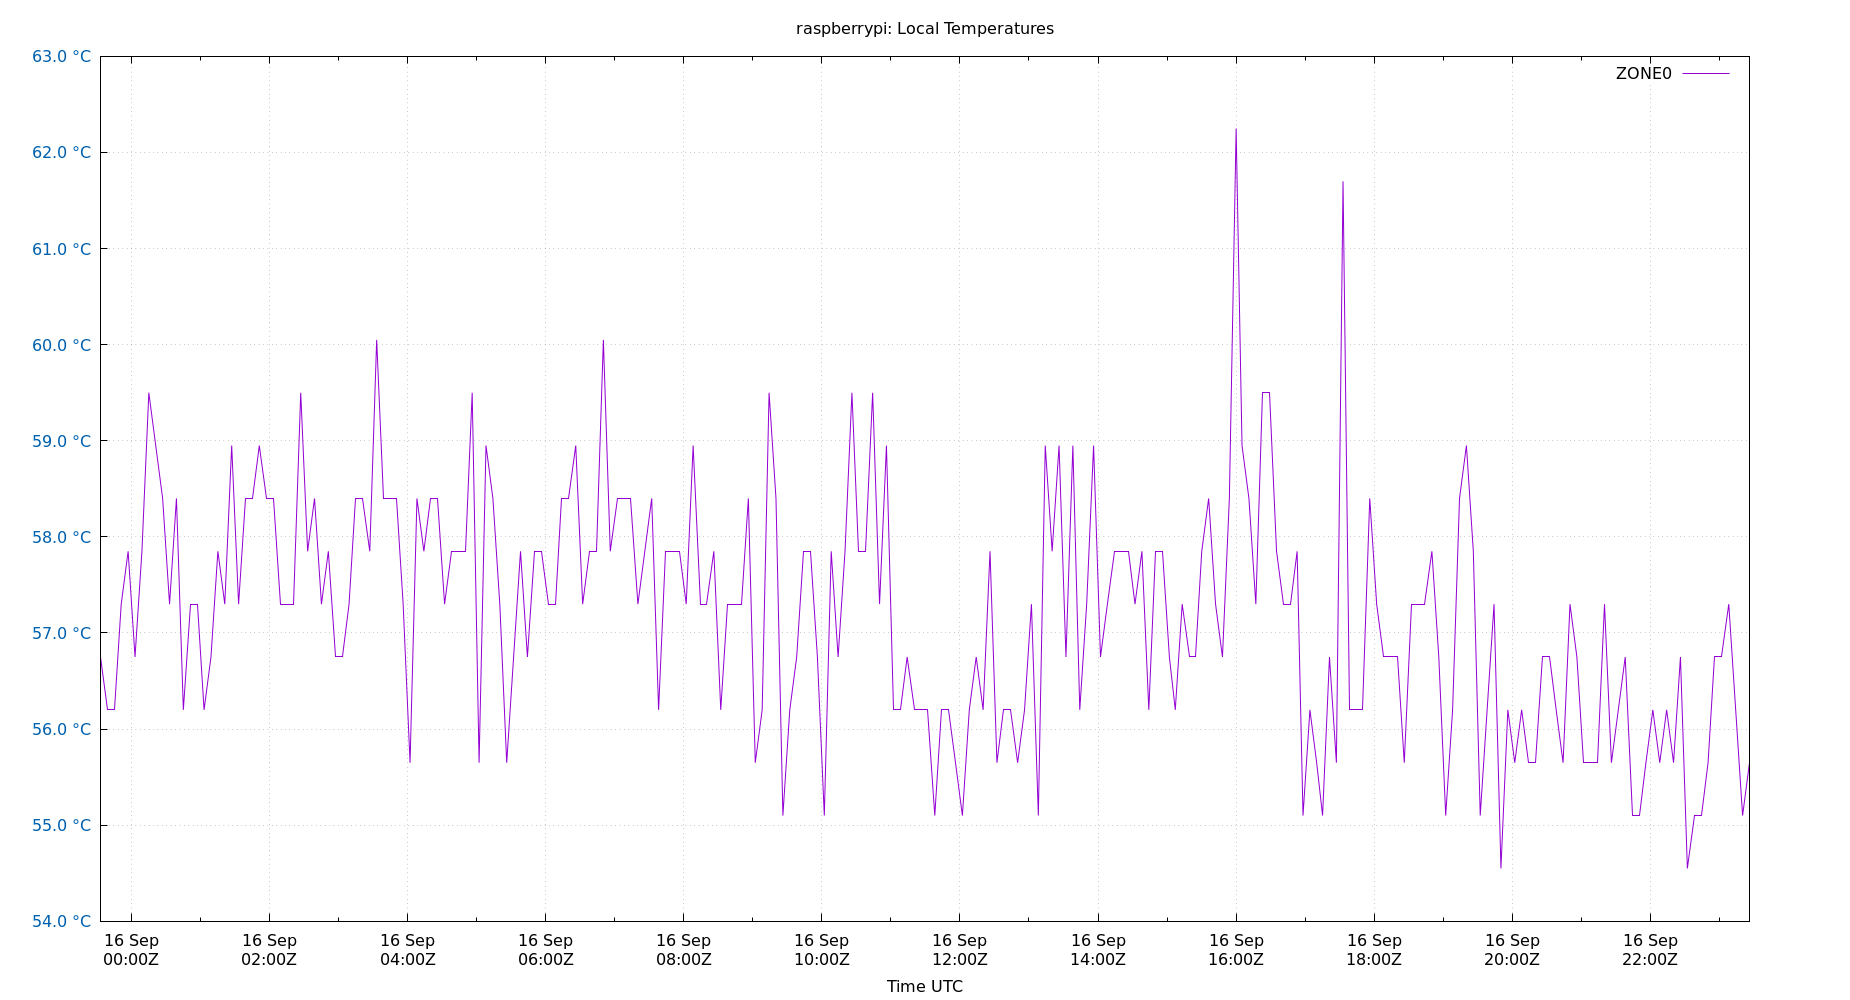 raspberrypi: Local Temperatures
63.0 °C
ZONE0
62.0 °C
61.0 °C
60.0 °C
59.0 °C
58.0 °C
57.0 °C
56.0 °C
55.0 °C
54.0 °C
16 Sep 16 Sep 16 Sep 16 Sep 16 Sep 16 Sep 16 Sep 16 Sep 16 Sep 16 Sep 16 Sep 16 Sep
00:00Z 02:00Z 04:00Z 06:00Z 08:00Z 10:00Z 12:00Z 14:00Z 16:00Z 18:00Z 20:00Z 22:00Z
Time UTC